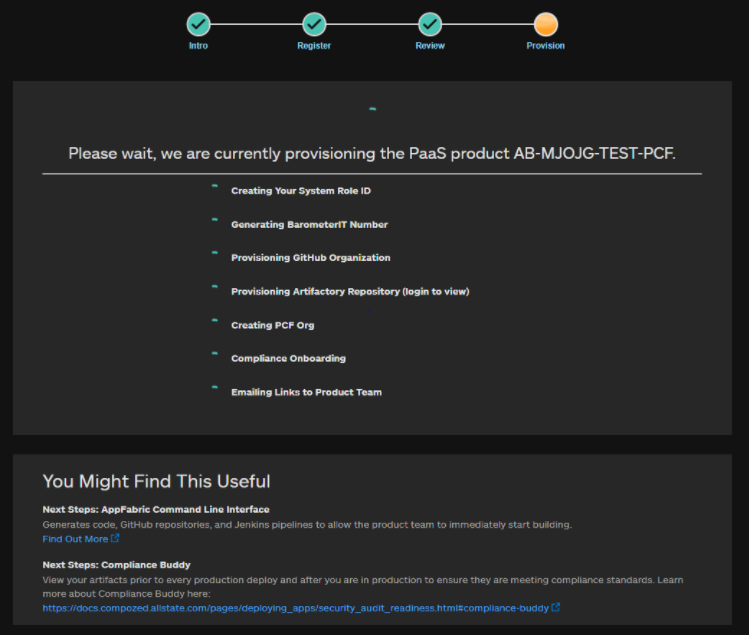 Intro
Register
Review
Provision
Please wait, we are currently provisioning the PaaS product AB-MJOJG-TEST-PCF.
Creating Your System Role ID
Generating BarometerIT Number
Provisioning GitHub Organization
Provisioning Artifactory Repository (login to view)
Creating PCF Org
Compliance Onboarding
Emailing Links to Product Team
You Might Find This Useful
Next Steps: AppFabric Command Line Interface
Generates code, GitHub repositories, and Jenkins pipelines to allow the product team to immediately start building.
Find Out More
Next Steps: Compliance Buddy
View your artifacts prior to every production deploy and after you are in production to ensure they are meeting compliance standards. Learn
more about Compliance Buddy here:
https://docs.compozed.allstate.com/pages/deploying_apps/security_audit_readiness.html#compliance-buddy